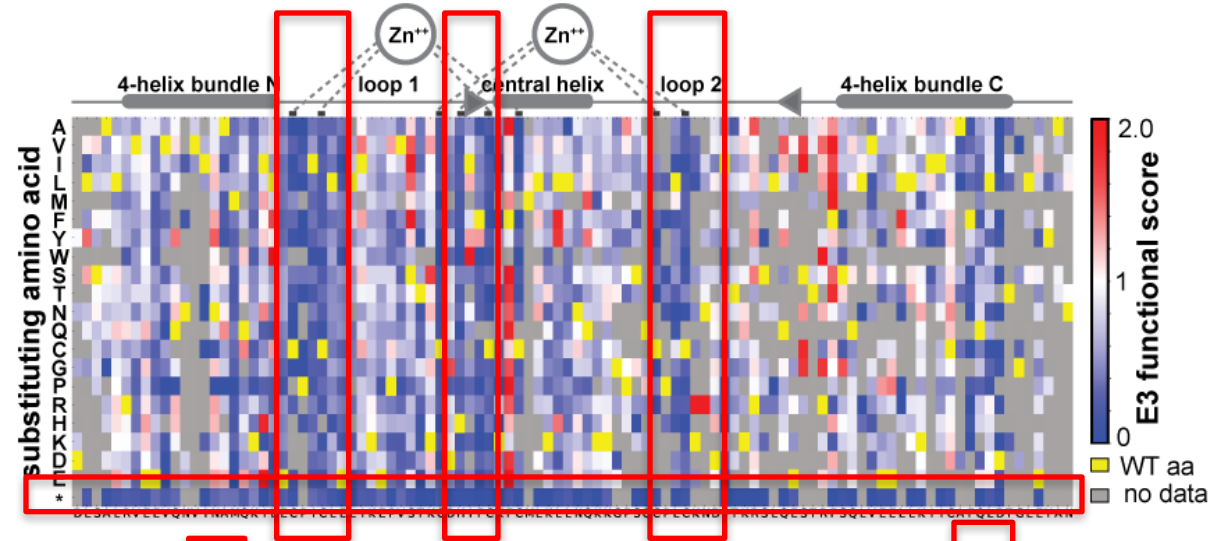 Zn++ Zn++
4-helix bundle N loop 1 central helix loop 2 4-helix bundle C
substituting amino acid
A
V
I
L
M
F
Y
W
S
T
N
Q
C
G
P
R
H
K
D
E
*
2.0
1
0
E3 functional score
WT aa
no data